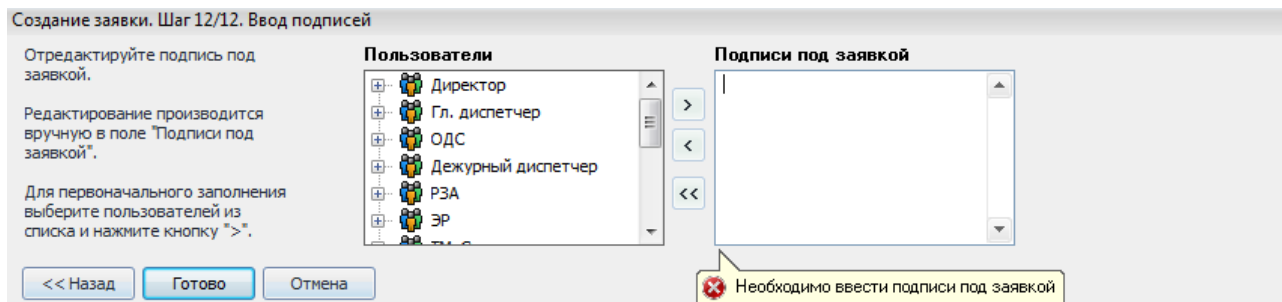 Создание заявки. Шаг 12/12. Ввод подписей
Отредактируйте подпись под
заявкой.
Редактирование производится
вручную в поле "Подписи под
заявкой".
Для первоначального заполнения
выберите пользователей из
списка и нажмите кнопку ">".
Пользователи
Директор
Гл. диспетчер
ОДС
Дежурный диспетчер
РЗА
ЭР
>
<
<<
Подписи под заявкой
<< Назад
Готово
Отмена
Необходимо ввести подписи под заявкой